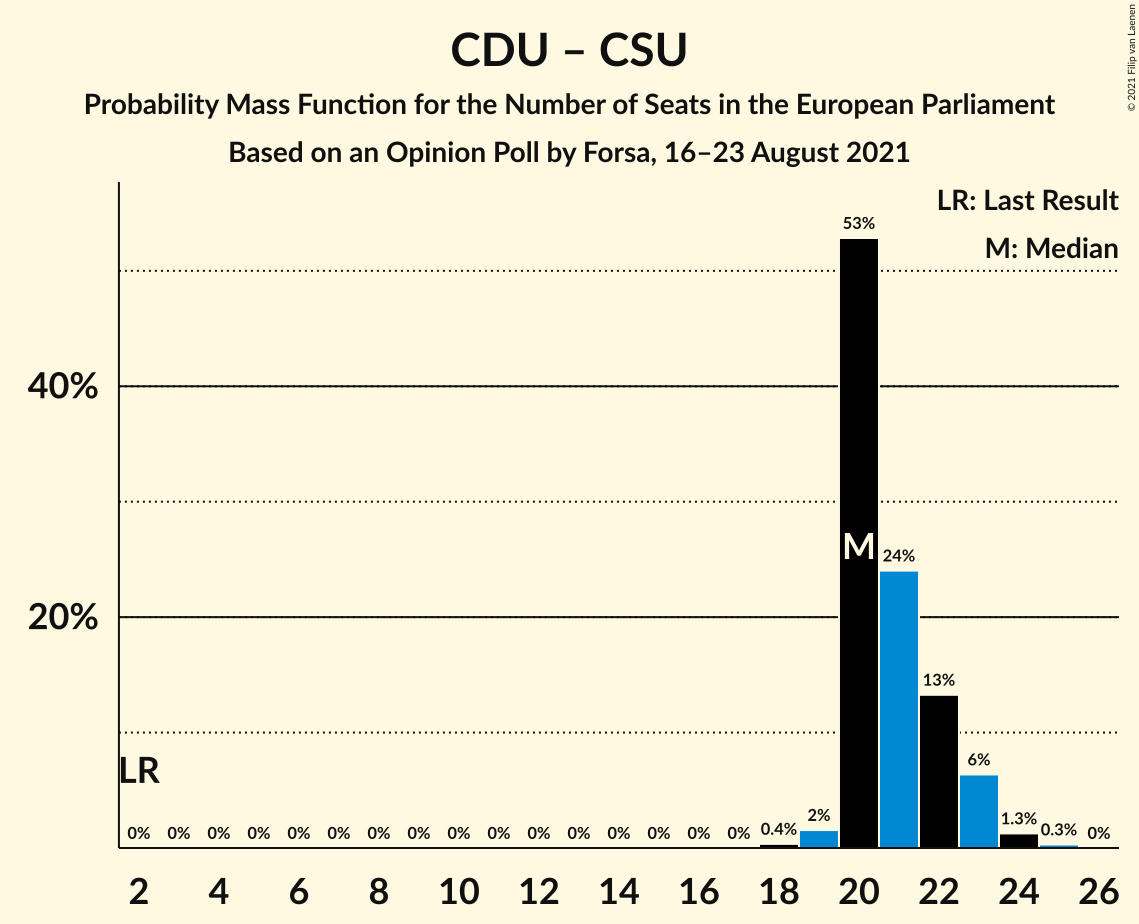 CDU – CSU
Probability Mass Function for the Number of Seats in the European Parliament
Based on an Opinion Poll by Forsa, 16–23 August 2021
© 2021 Filip van Laenen
LR: Last Result
M: Median
53%
40%
M
24%
20%
13%
LR
6%
0% 0% 0% 0% 0% 0% 0% 0% 0% 0% 0% 0% 0% 0% 0% 0% 0.4% 2% 1.3% 0.3% 0%
2 4 6 8 10 12 14 16 18 20 22 24 26